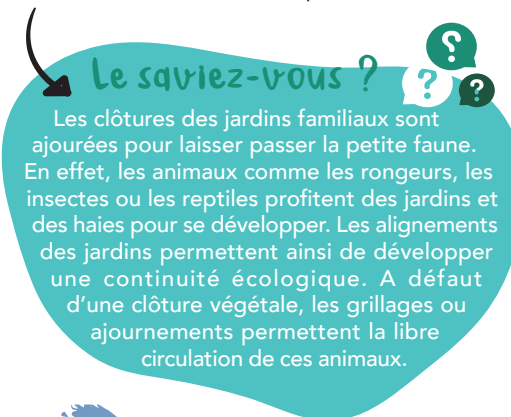 Le saviez-vous ?
? ? ?
Les clôtures des jardins familiaux sont
ajourées pour laisser passer la petite faune.
En effet, les animaux comme les rongeurs, les
insectes ou les reptiles profitent des jardins et
des haies pour se développer. Les alignements
des jardins permettent ainsi de développer
une continuité écologique. A défaut
d'une clôture végétale, les grillages ou
ajournements permettent la libre
circulation de ces animaux.